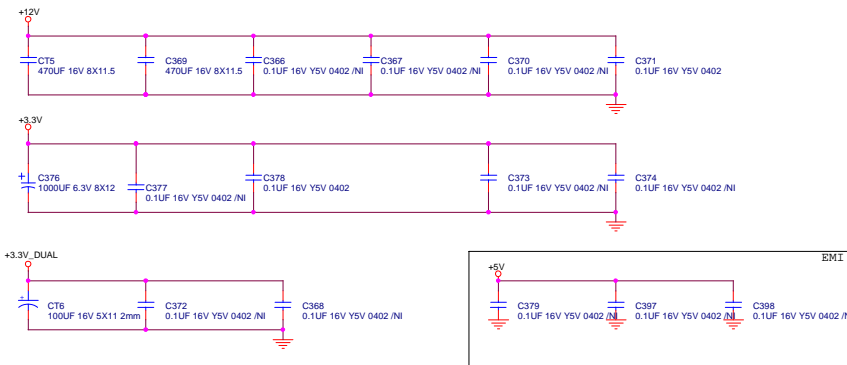 +12V
CT5
470UF 16V 8X11.5
C369
470UF 16V 8X11.5
C366
0.1UF 16V Y5V 0402 /NI
C367
0.1UF 16V Y5V 0402 /NI
C370
0.1UF 16V Y5V 0402 /NI
C371
0.1UF 16V Y5V 0402
+3.3V
+
C376
1000UF 6.3V 8X12
C377
0.1UF 16V Y5V 0402 /NI
C378
0.1UF 16V Y5V 0402
C373
0.1UF 16V Y5V 0402 /NI
C374
0.1UF 16V Y5V 0402 /NI
+3.3V_DUAL
+
CT6
100UF 16V 5X11 2mm
C372
0.1UF 16V Y5V 0402 /NI
C368
0.1UF 16V Y5V 0402 /NI
EMI
+5V
C379
0.1UF 16V Y5V 0402 /NI
C397
0.1UF 16V Y5V 0402 /NI
C398
0.1UF 16V Y5V 0402 /N